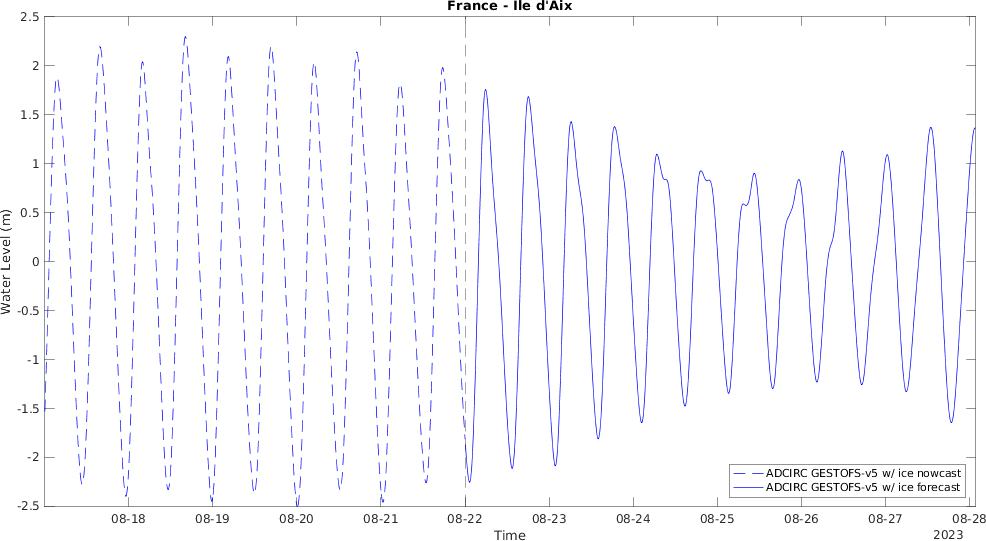 France - Ile d'Aix
2.5
2
1.5
1
0.5
0
-0.5
-1
-1.5
-2
-2.5
Water Level (m)
ADCIRC GESTOFS-v5 w/ ice nowcast
ADCIRC GESTOFS-v5 w/ ice forecast
08-18 08-19 08-20 08-21 08-22 08-23 08-24 08-25 08-26 08-27 08-28
Time
2023